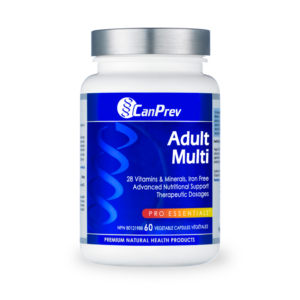 CanPrev
Adult
Multi
28 Vitamins & Minerals, Iron Free
Advanced Nutritional Support
Therapeutic Dosages
PRO ESSENTIALS
60 VEGETABLE CAPSULES
PREMIUM NATURAL HEALTH PRODUCTS